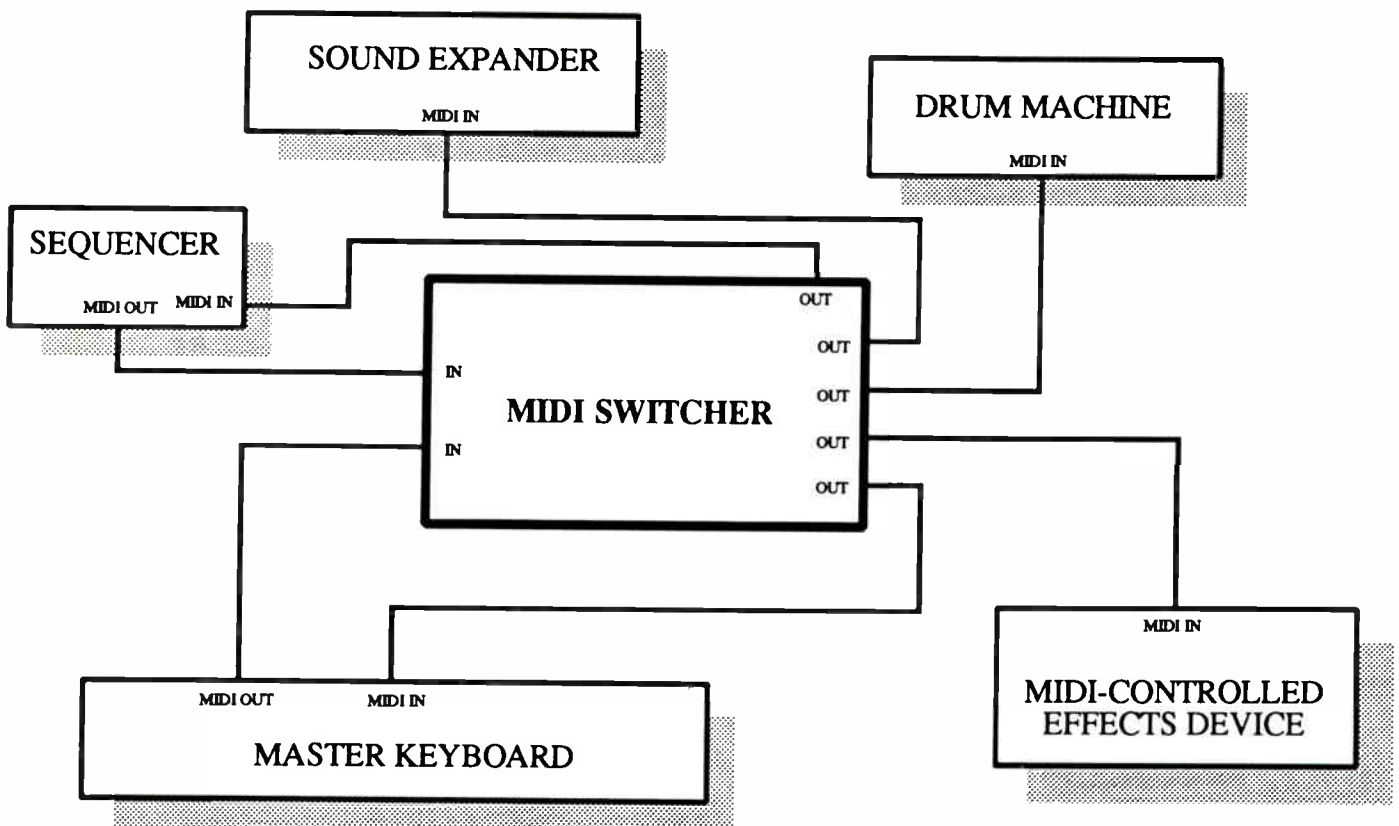 SOUND EXPANDER
MIDI IN
DRUM MACHINE
MIDI IN
SEQUENCER
MIDI OUT
MIDI IN
OUT
OUT
IN
OUT
MIDI SWITCHER
IN
OUT
OUT
MIDI IN
MIDI-CONTROLLED
EFFECTS DEVICE
MIDI OUT
MIDI IN
MASTER KEYBOARD